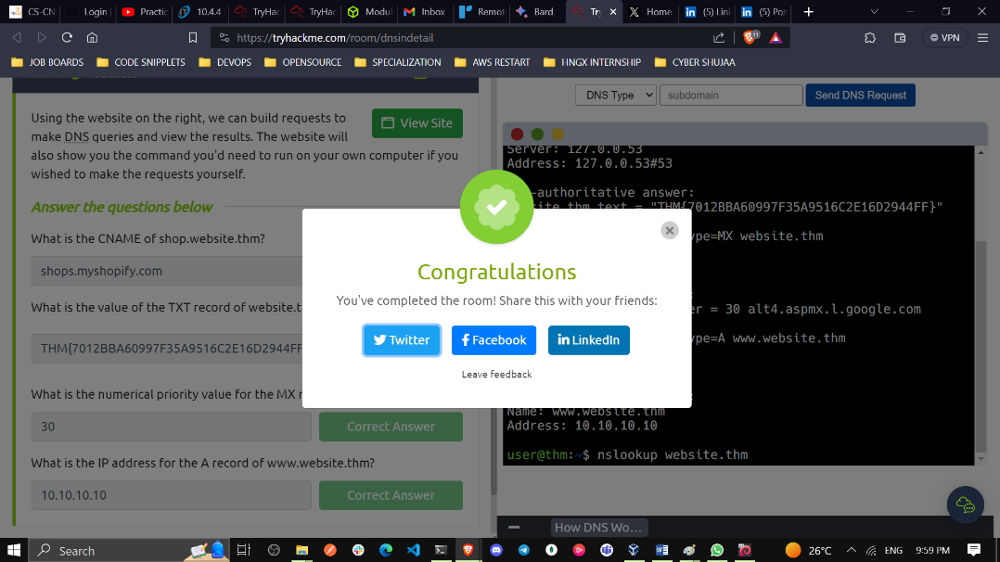 CS-CN
Login |
Practic
10.4.4
TryHac
TryHac
Modul
Inbox
Remot
Bard
Try
Home
(5) Link
(5) Pos
https://tryhackme.com/room/dnsindetail
11
VPN
JOB BOARDS
CODE SNIPPLETS
DEVOPS
OPENSOURCE
SPECIALIZATION
AWS RESTART
HNGX INTERNSHIP
CYBER SHUJAA
Using the website on the right, we can build requests to
make DNS queries and view the results. The website will
also show you the command you'd need to run on your own computer if you
wished to make the requests yourself.
View Site
Answer the questions below
What is the CNAME of shop.website.thm?
shops.myshopify.com
What is the value of the TXT record of website.t
THM{7012BBA60997F35A9516C2E16D2944FF
What is the numerical priority value for the MX
30
Correct Answer
What is the IP address for the A record of www.website.thm?
10.10.10.10
Correct Answer
DNS Type
subdomain
Send DNS Request
Server: 127.0.0.53
Address: 127.0.0.53#53
-authoritative answer:
site.thm text = "THM{7012BBA60997F35A9516C2E16D2944FF}"
ype=MX website.thm
er = 30 alt4.aspmx.l.google.com
ype=A www.website.thm
Name: www.website.thm
Address: 10.10.10.10
user@thm:~$ nslookup website.thm
How DNS Wo...
Congratulations
You've completed the room! Share this with your friends:
Twitter
Facebook
LinkedIn
Leave feedback
Search
26°C
ENG
9:59 PM